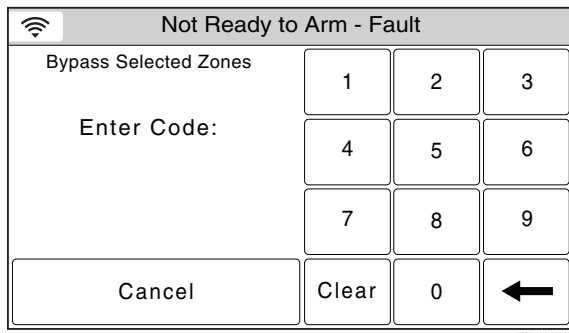 Not Ready to Arm - Fault
Bypass Selected Zones
Enter Code:
1 2 3
4 5 6
7 8 9
Cancel Clear 0